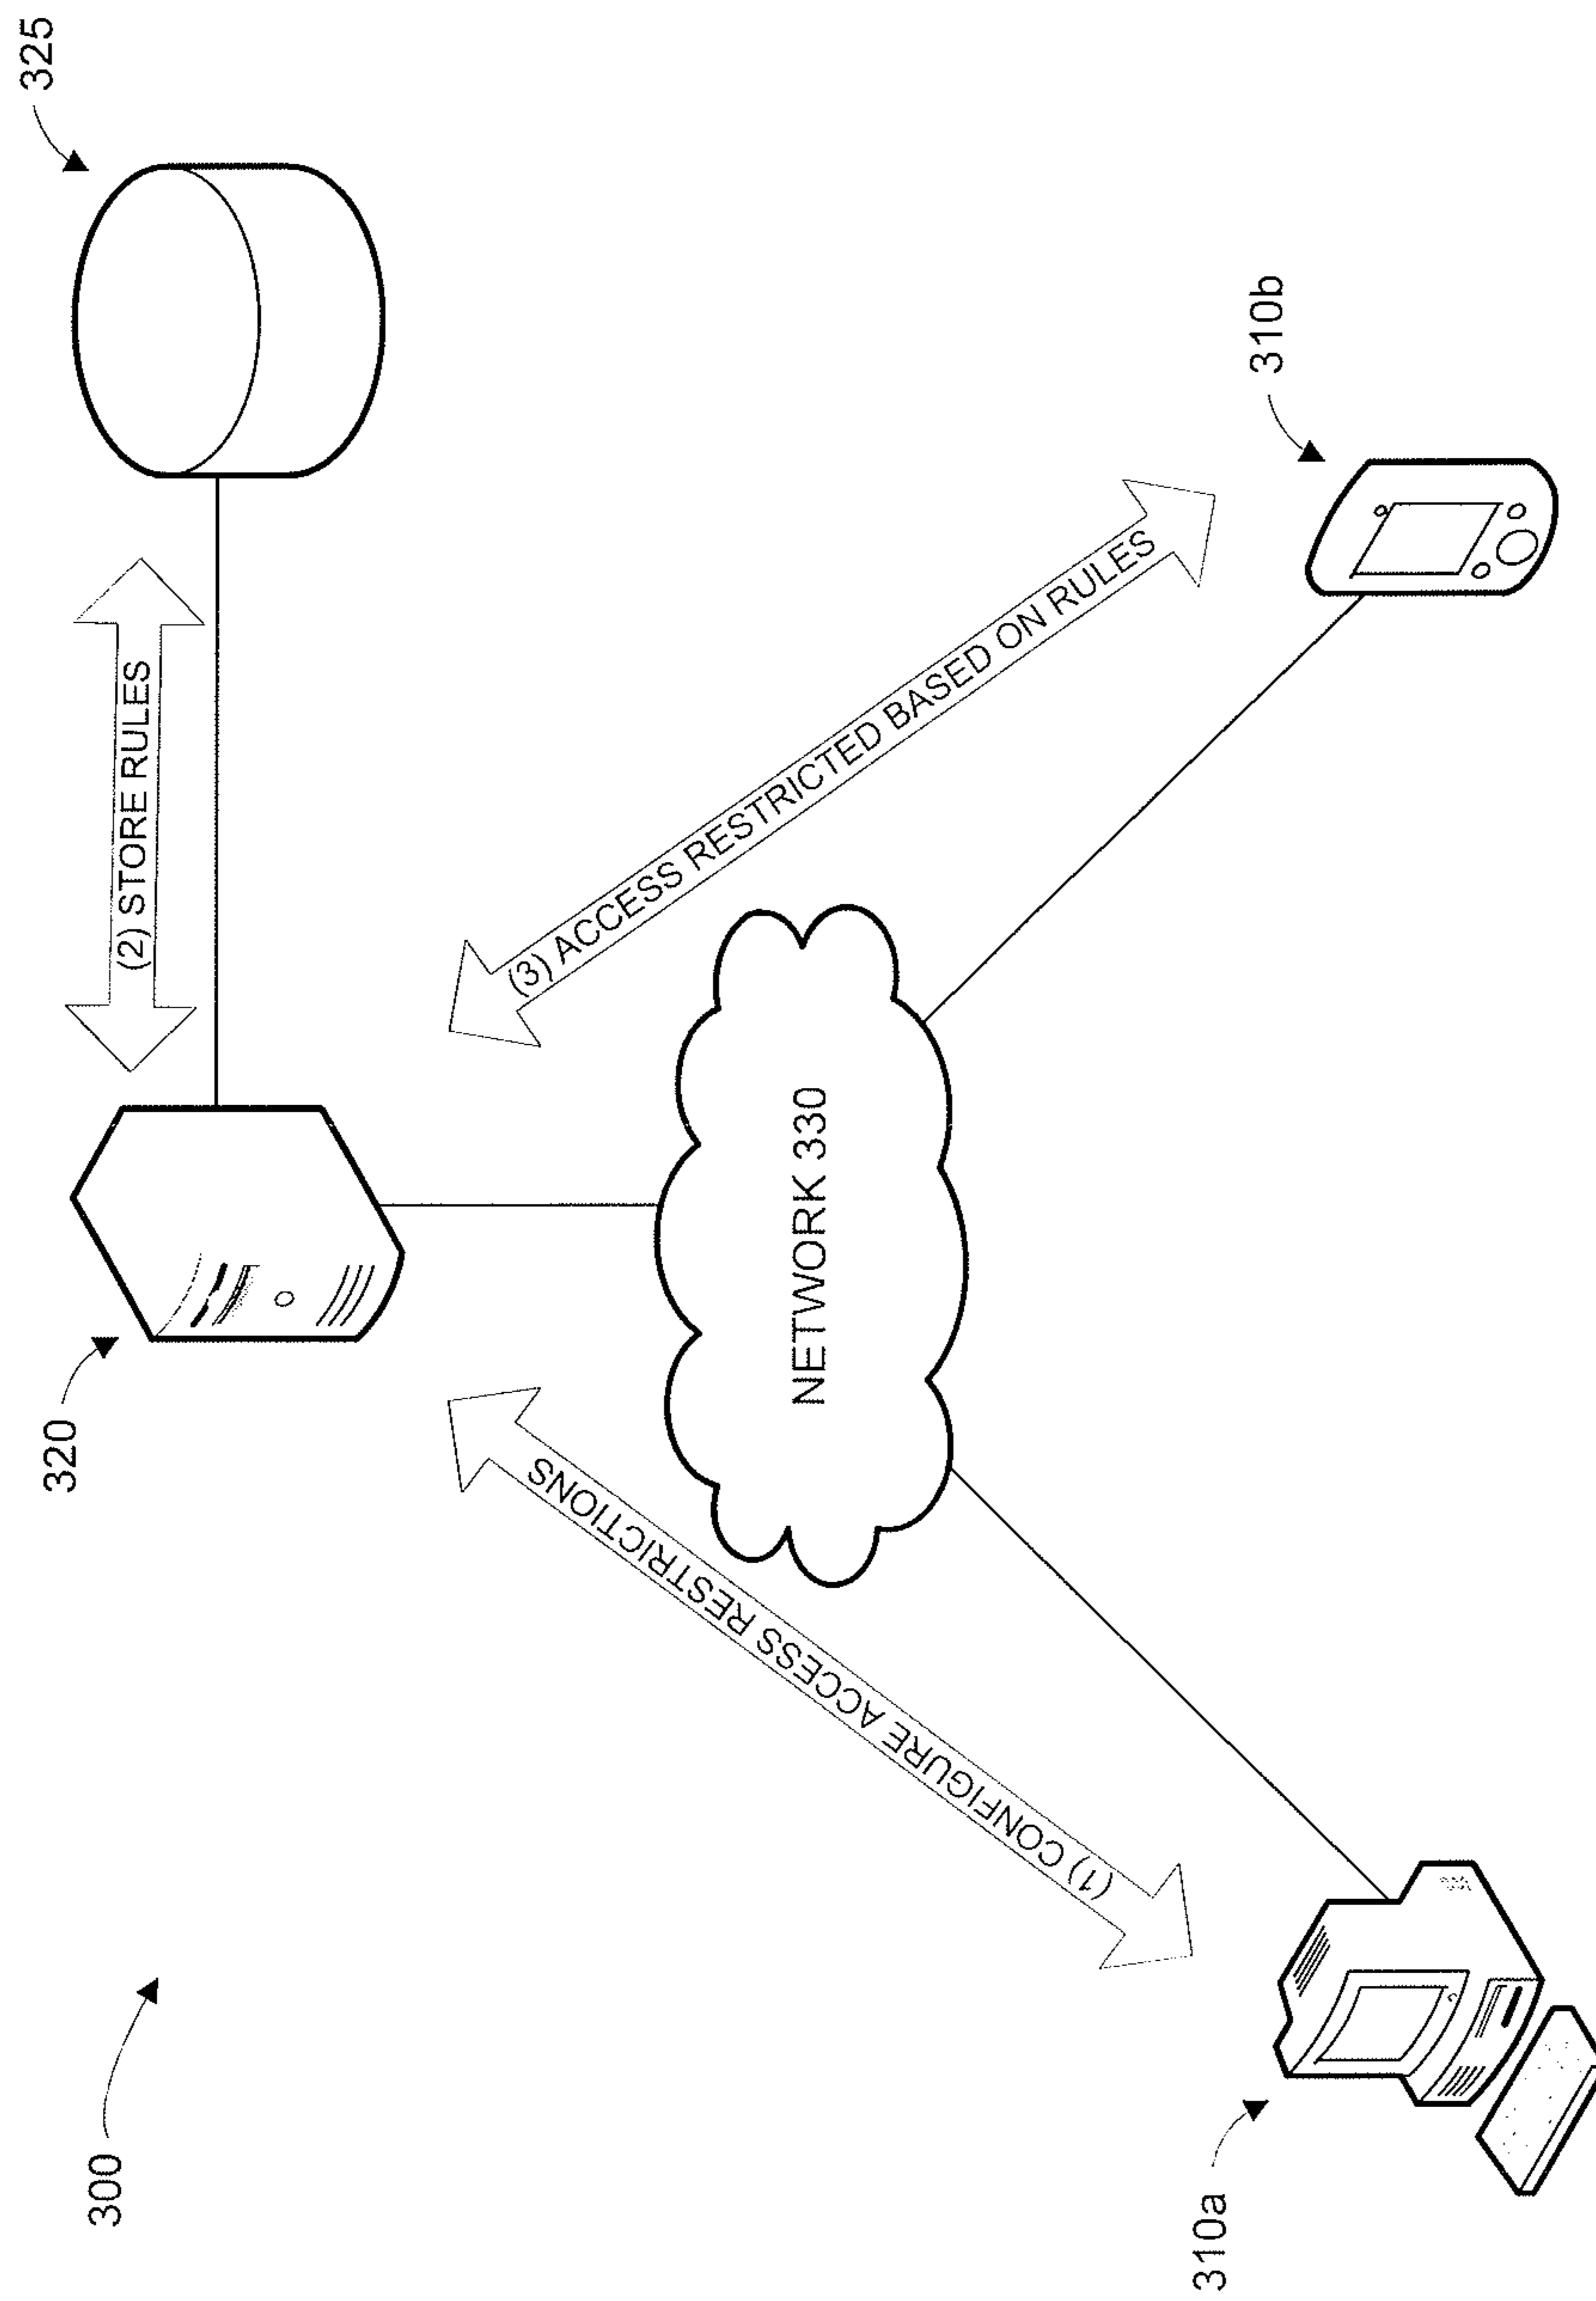 300
320
325
(2) STORE RULES
(1) CONFIGURE ACCESS RESTRICTIONS
(3) ACCESS RESTRICTED BASED ON RULES
NETWORK 330
310a
310b